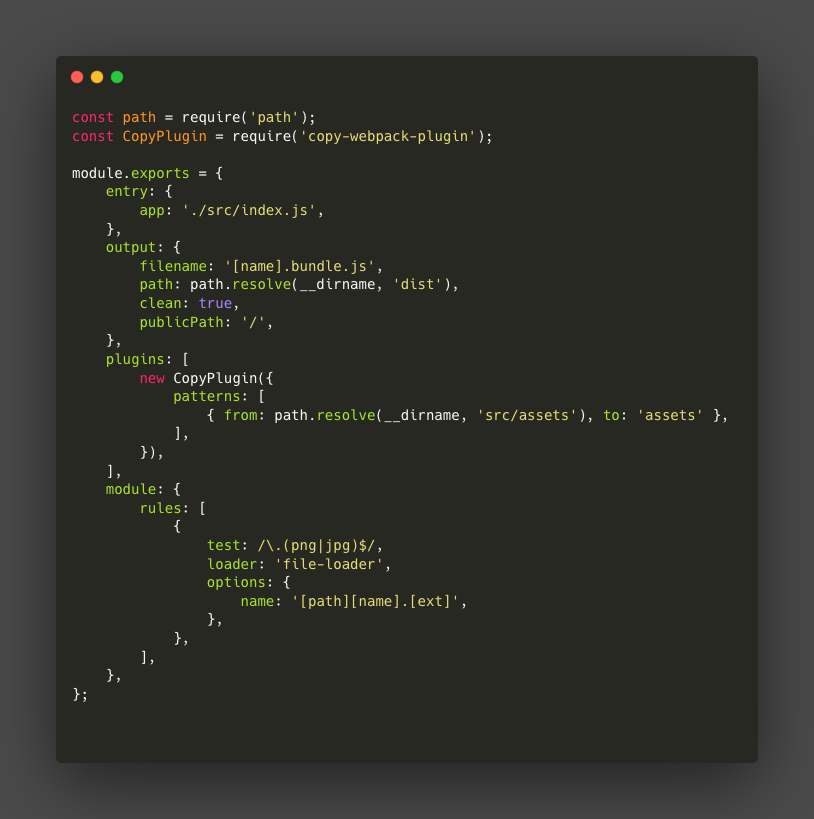 const path = require('path');
const CopyPlugin = require('copy-webpack-plugin');

module.exports = {
    entry: {
        app: './src/index.js',
    },
    output: {
        filename: '[name].bundle.js',
        path: path.resolve(__dirname, 'dist'),
        clean: true,
        publicPath: '/',
    },
    plugins: [
        new CopyPlugin({
            patterns: [
                { from: path.resolve(__dirname, 'src/assets'), to: 'assets' },
            ],
        }),
    ],
    module: {
        rules: [
            {
                test: /\.(png|jpg)$/,
                loader: 'file-loader',
                options: {
                    name: '[path][name].[ext]',
                },
            },
        ],
    },
};